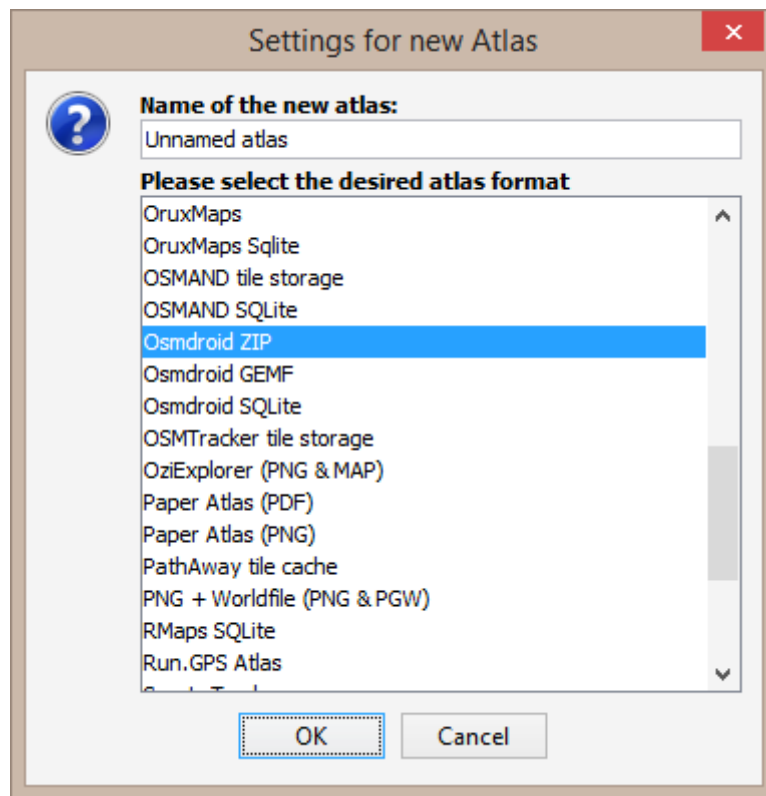 Settings for new Atlas
Name of the new atlas:
Unnamed atlas
Please select the desired atlas format
OruxMaps
OruxMaps Sqlite
OSMAND tile storage
OSMAND SQLite
Osmdroid ZIP
Osmdroid GEMF
Osmdroid SQLite
OSMTracker tile storage
OziExplorer (PNG & MAP)
Paper Atlas (PDF)
Paper Atlas (PNG)
PathAway tile cache
PNG + Worldfile (PNG & PGW)
RMaps SQLite
Run.GPS Atlas
OK Cancel